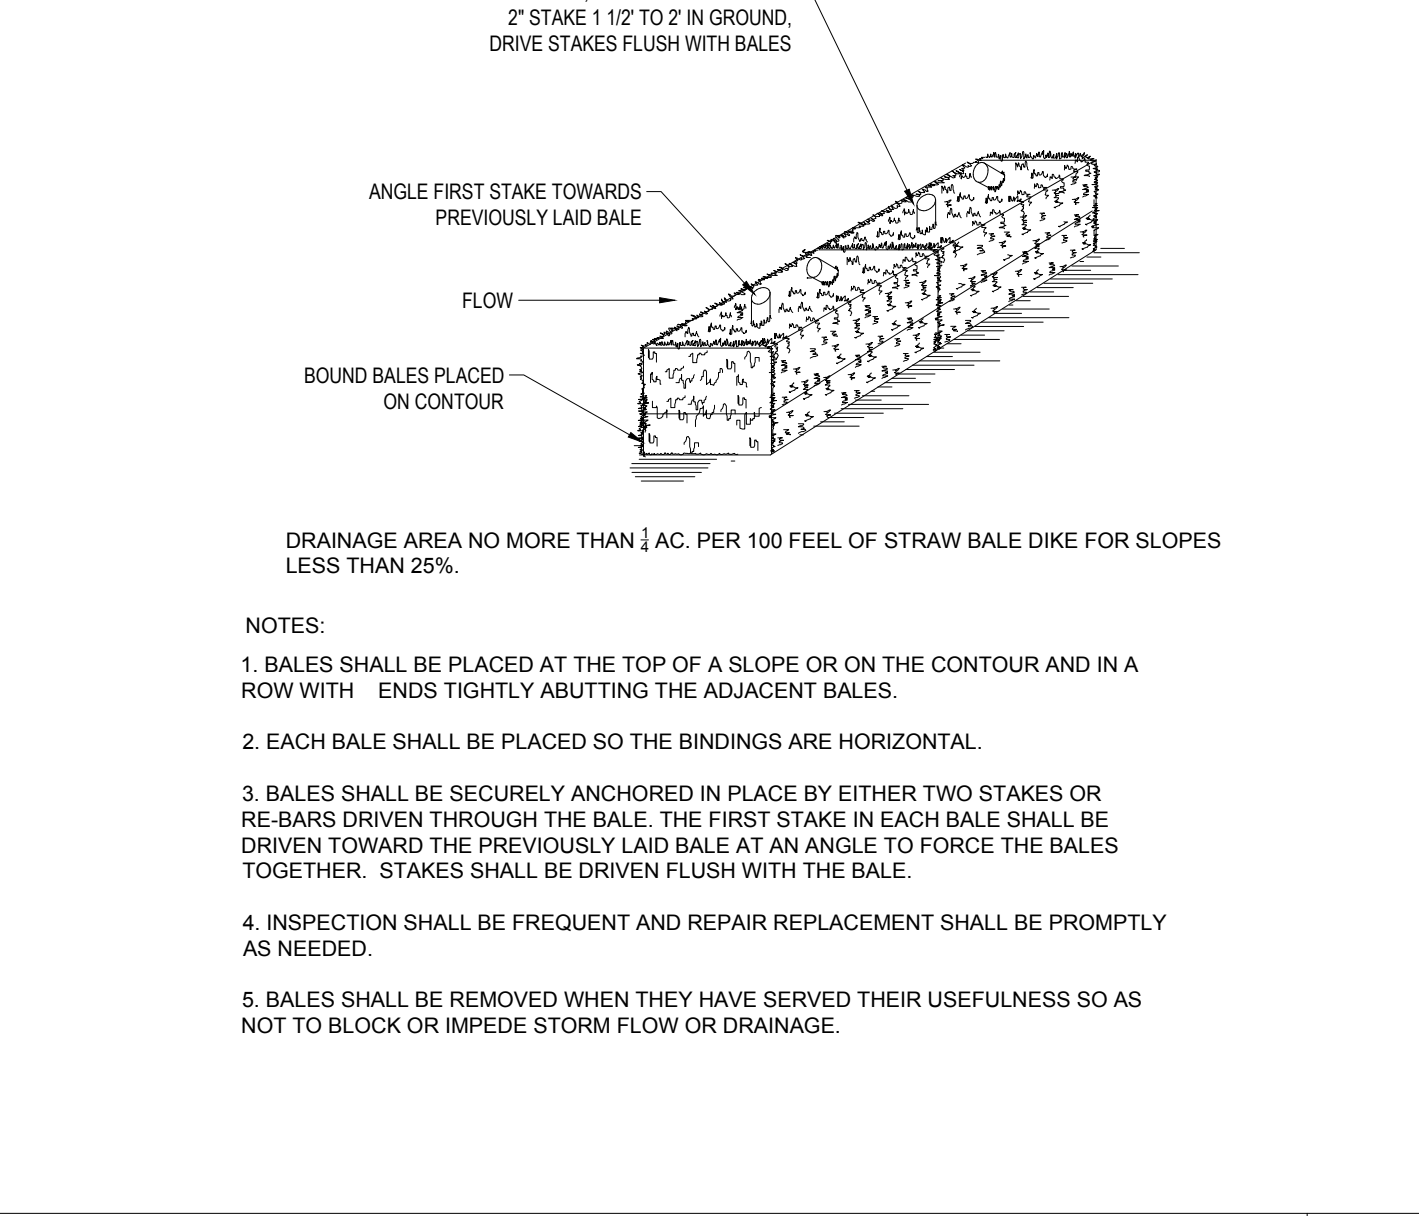 2" STAKE 1 1/2' TO 2' IN GROUND,
DRIVE STAKES FLUSH WITH BALES
ANGLE FIRST STAKE TOWARDS
PREVIOUSLY LAID BALE
FLOW
BOUND BALES PLACED
ON CONTOUR
DRAINAGE AREA NO MORE THAN 1/4 AC. PER 100 FEEL OF STRAW BALE DIKE FOR SLOPES
LESS THAN 25%.
NOTES:
1. BALES SHALL BE PLACED AT THE TOP OF A SLOPE OR ON THE CONTOUR AND IN A
ROW WITH    ENDS TIGHTLY ABUTTING THE ADJACENT BALES.
2. EACH BALE SHALL BE PLACED SO THE BINDINGS ARE HORIZONTAL.
3. BALES SHALL BE SECURELY ANCHORED IN PLACE BY EITHER TWO STAKES OR
RE-BARS DRIVEN THROUGH THE BALE. THE FIRST STAKE IN EACH BALE SHALL BE
DRIVEN TOWARD THE PREVIOUSLY LAID BALE AT AN ANGLE TO FORCE THE BALES
TOGETHER.  STAKES SHALL BE DRIVEN FLUSH WITH THE BALE.
4. INSPECTION SHALL BE FREQUENT AND REPAIR REPLACEMENT SHALL BE PROMPTLY
AS NEEDED.
5. BALES SHALL BE REMOVED WHEN THEY HAVE SERVED THEIR USEFULNESS SO AS
NOT TO BLOCK OR IMPEDE STORM FLOW OR DRAINAGE.